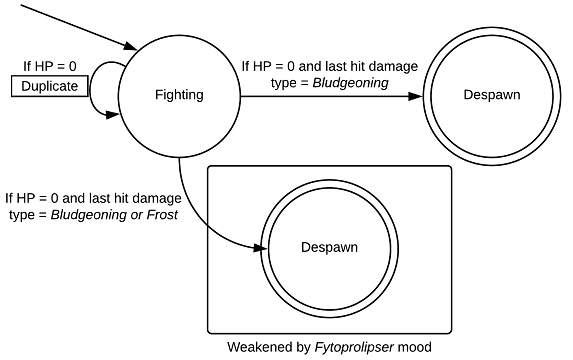 If HP = 0
Duplicate
Fighting
If HP = 0 and last hit damage
type = Bludgeoning
Despawn
If HP = 0 and last hit damage
type = Bludgeoning or Frost
Despawn
Weakened by Fytoprolipser mood